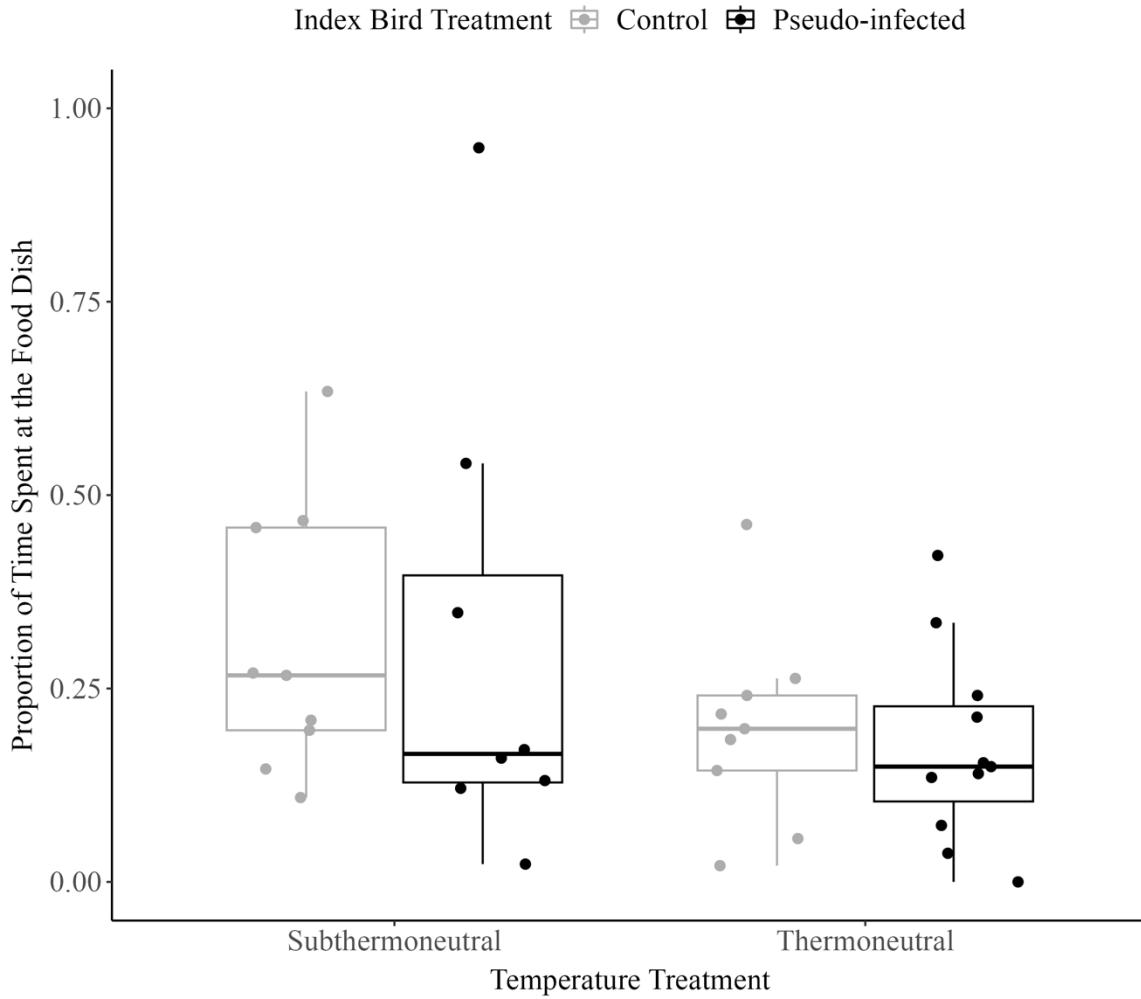 Index Bird Treatment Control Pseudo-infected
1.00
0.75
0.50
0.25
0.00
Proportion of Time Spent at the Food Dish
Subthermoneutral Thermoneutral
Temperature Treatment